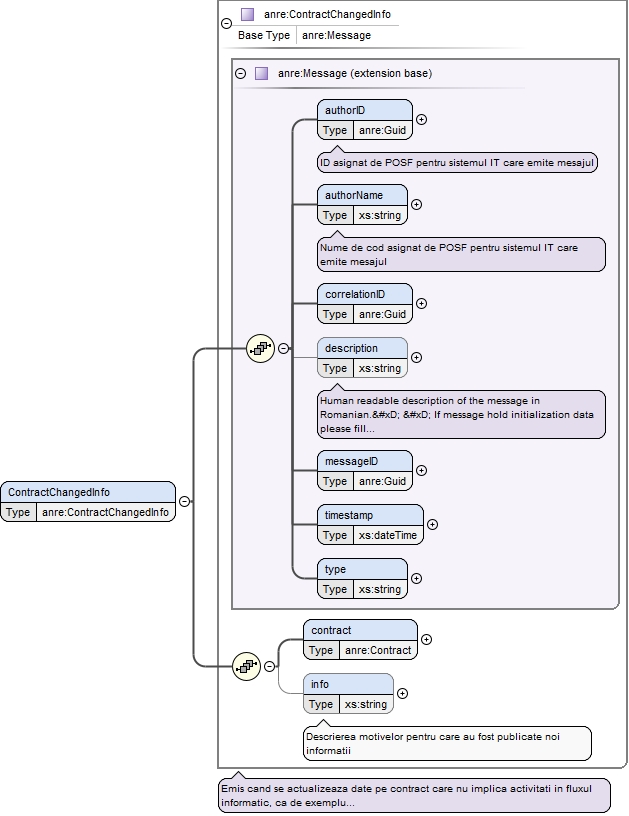 anre:ContractChangedInfo
Base Type anre:Message
anre:Message (extension base)
authorID
Type anre:Guid
ID asignat de POSF pentru sistemul IT care emite mesajul
authorName
Type xs:string
Nume de cod asignat de POSF pentru sistemul IT care
emite mesajul
correlationID
Type anre:Guid
description
Type xs:string
Human readable description of the message in
Romanian.&#xD; &#xD; If message hold initialization data
please fill...
messageID
Type anre:Guid
ContractChangedInfo
Type anre:ContractChangedInfo
timestamp
Type xs:dateTime
type
Type xs:string
contract
Type anre:Contract
info
Type xs:string
Descrierea motivelor pentru care au fost publicate noi
informatii
Emis cand se actualizeaza date pe contract care nu implica activitati in fluxul
informatic, ca de exemplu...